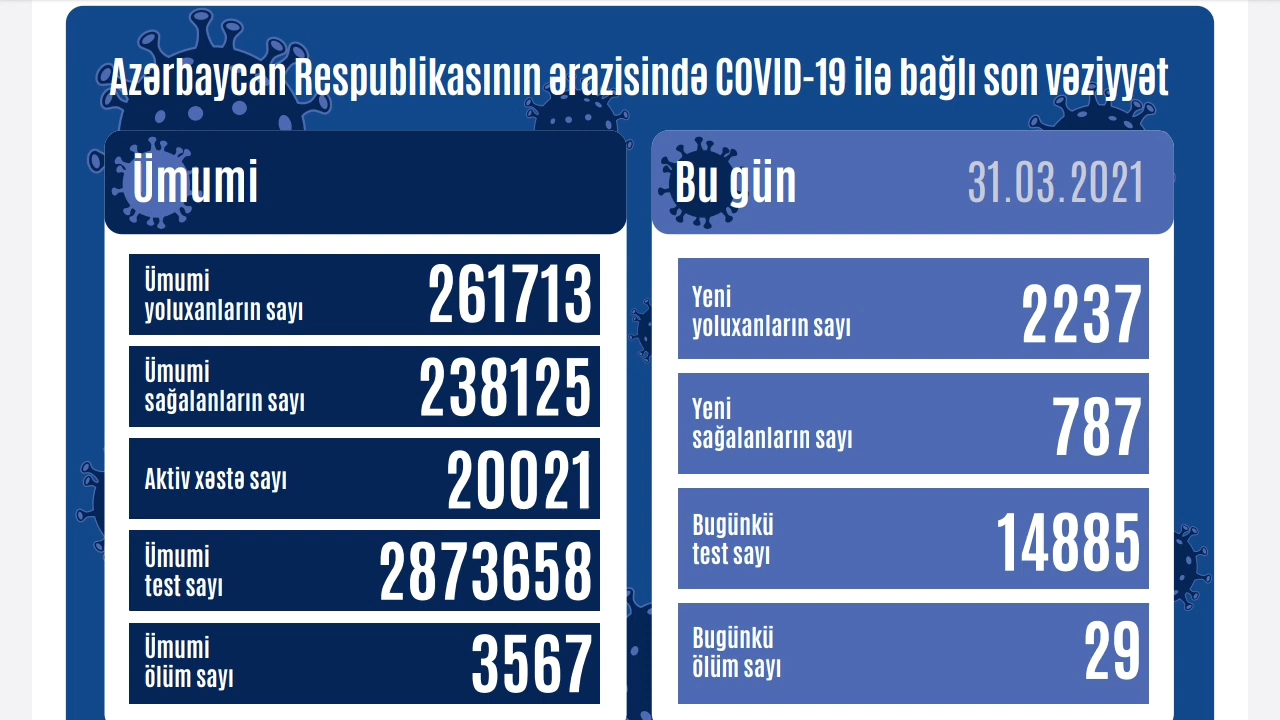 Azərbaycan Respublikasının ərazisində COVID-19 ilə bağlı son vəziyyət
Ümumi
Ümumi
yoluxanların sayı
261713
Ümumi
sağalanların sayı
238125
Aktiv xəstə sayı
20021
Ümumi
test sayı
2873658
Ümumi
ölüm sayı
3567
Bu gün
31.03.2021
Yeni
yoluxanların sayı
2237
Yeni
sağalanların sayı
787
Bugünkü
test sayı
14885
Bugünkü
ölüm sayı
29